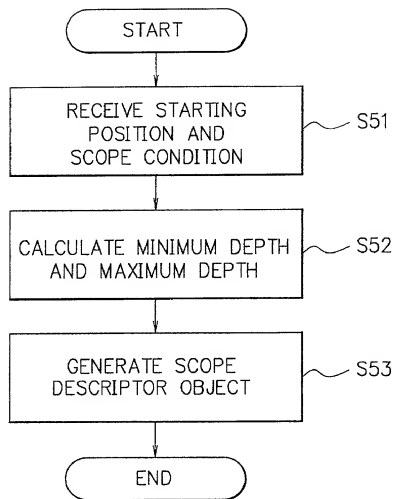 START
RECEIVE STARTING
POSITION AND
SCOPE CONDITION
S51
CALCULATE MINIMUM DEPTH
AND MAXIMUM DEPTH
S52
GENERATE SCOPE
DESCRIPTOR OBJECT
S53
END